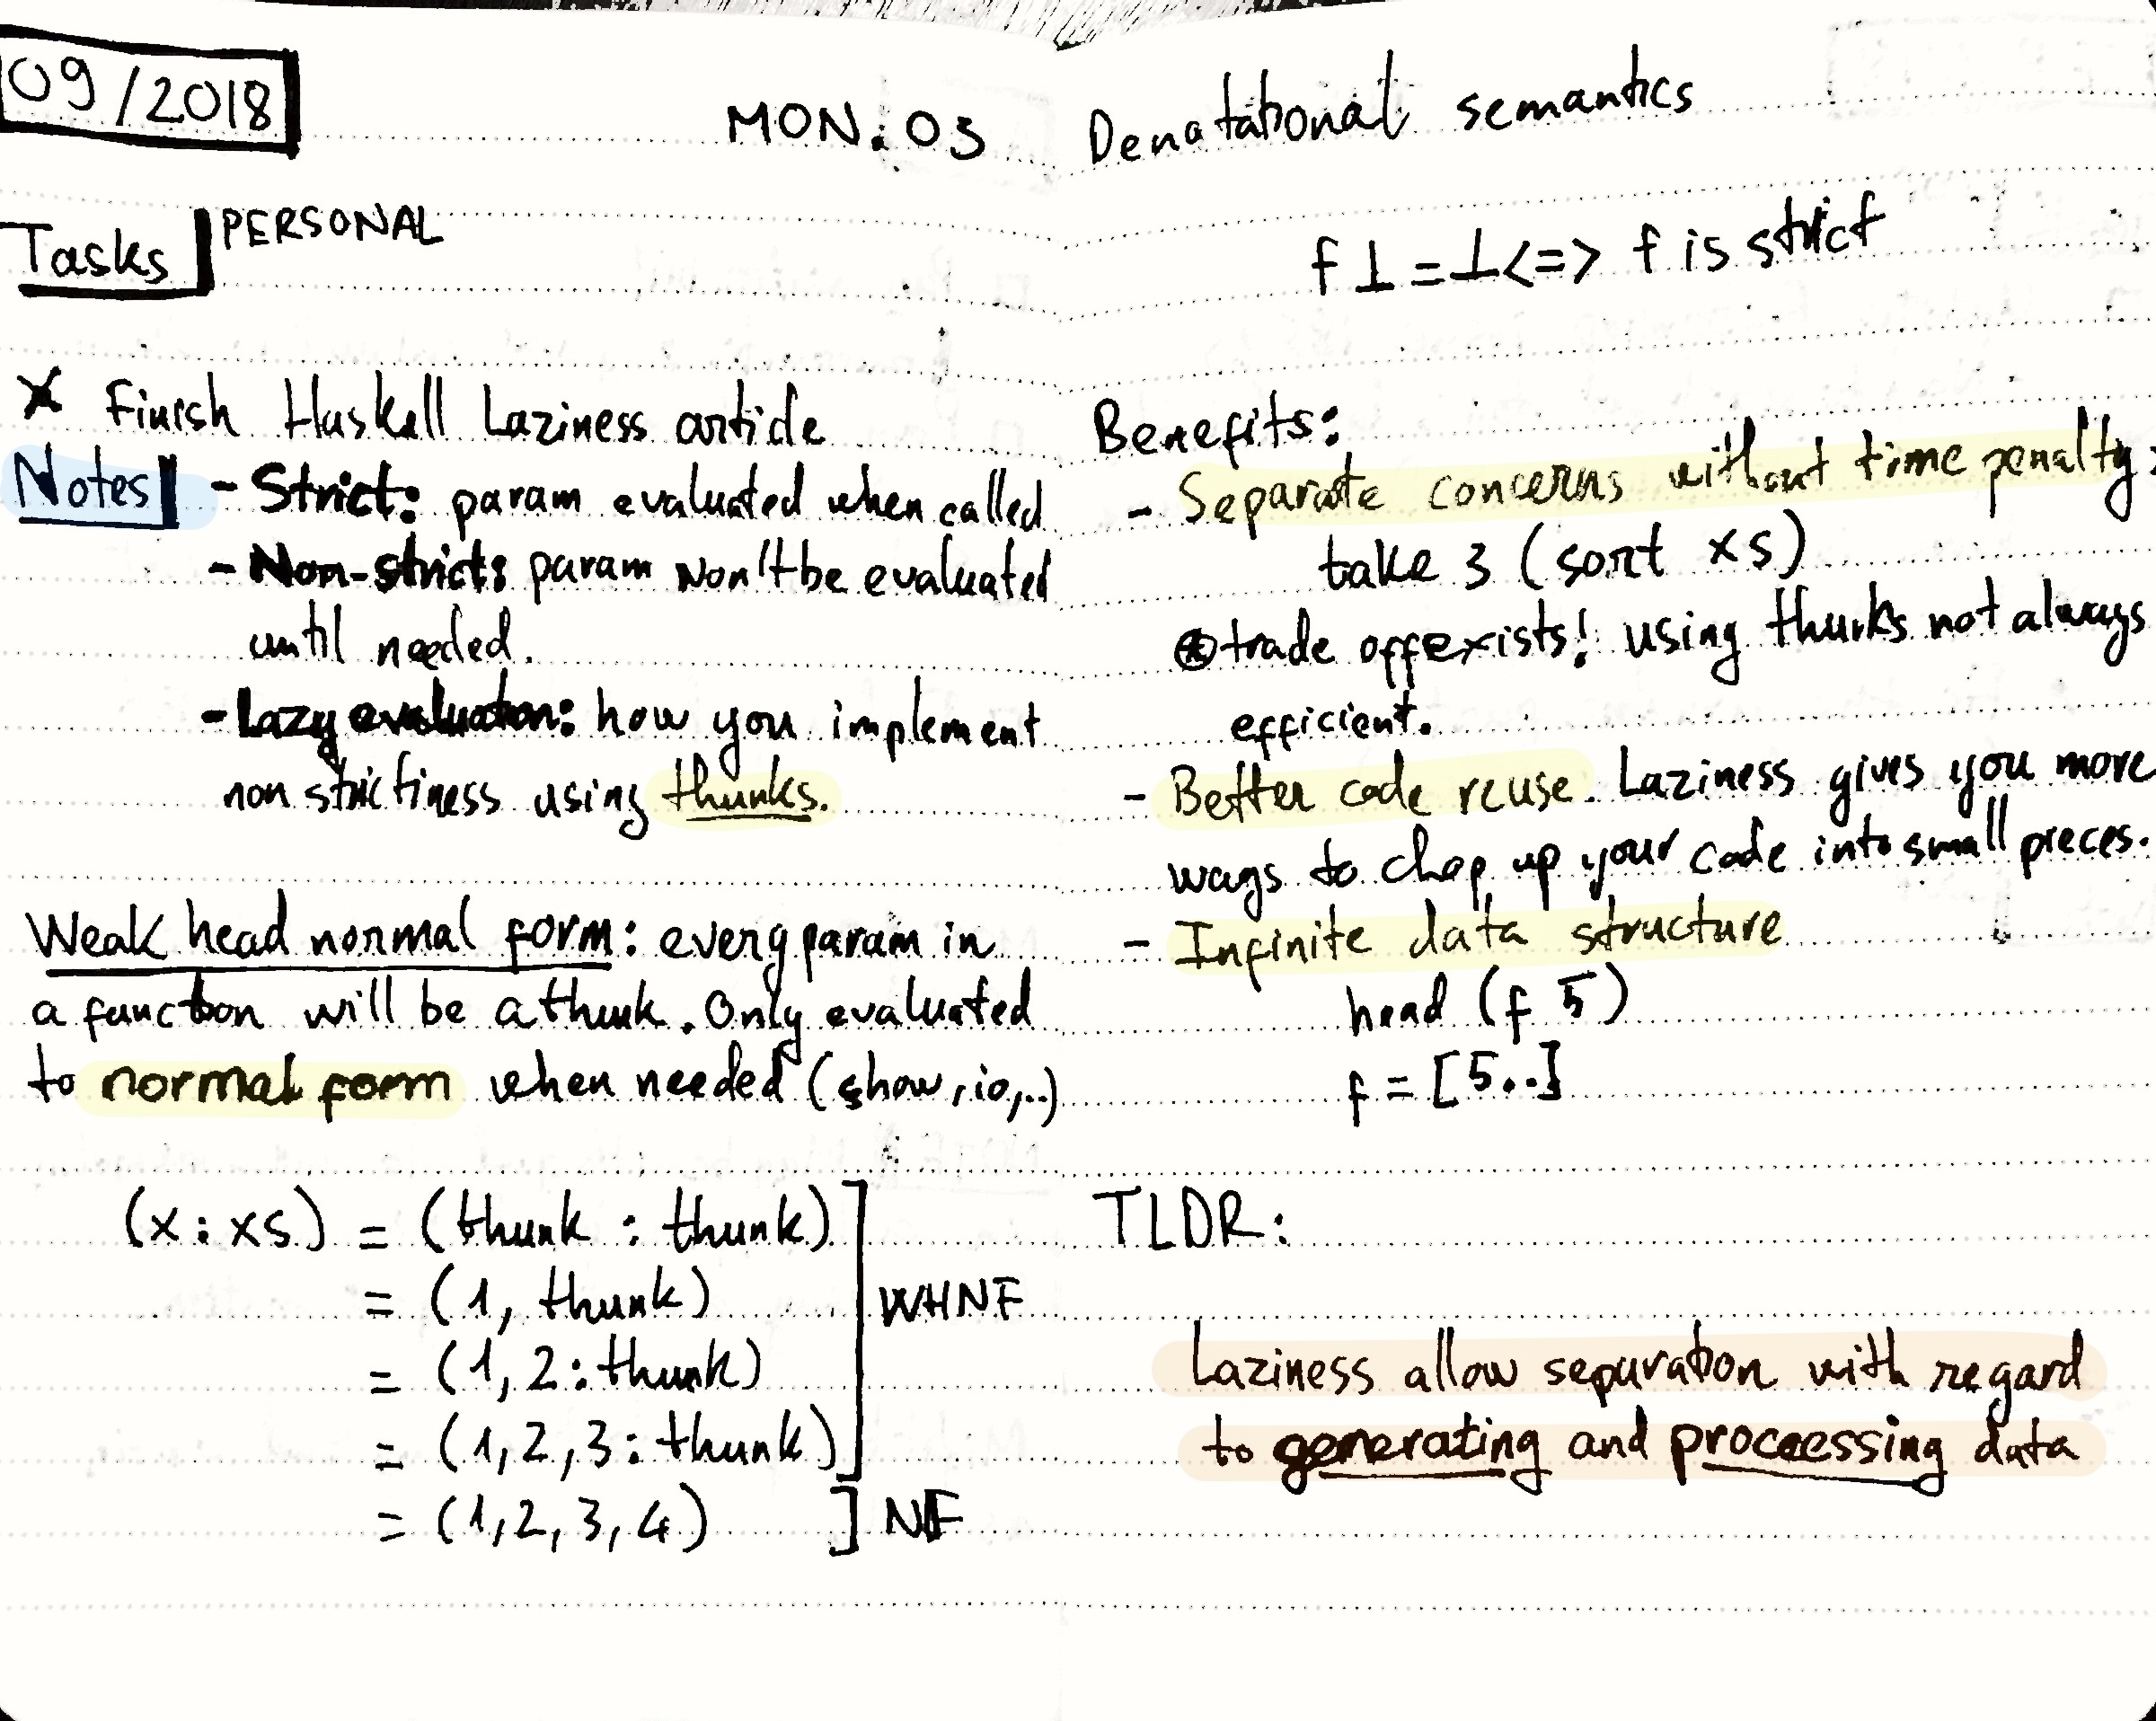 09/2018
MON. 03
Tasks PERSONAL
x Finish Haskell Laziness article
Notes - Strict: param evaluated when called
- Non-strict: param won't be evaluated
until needed.
- Lazy evaluation: how you implement
non strictiness using thunks.
Weak head normal form: every param in
a function will be a thunk. Only evaluated
to normal form when needed (show, io,..)
(x:xs) = (thunk : thunk)
= (1, thunk) WHNF
= (1, 2 : thunk)
= (1, 2, 3 : thunk)
= (1, 2, 3, 4) ] NF
Denotational semantics
f ⊥ = ⊥ <=> f is strict
Benefits:
- Separate concerns without time penalty:
take 3 (sort xs)
⊛ trade off exists! using thunks not always
efficient.
- Better code reuse. Laziness gives you more
ways to chop up your code into small pieces.
- Infinite data structure
head (f 5)
f = [5..]
TLDR:
Laziness allow separation with regard
to generating and proccessing data